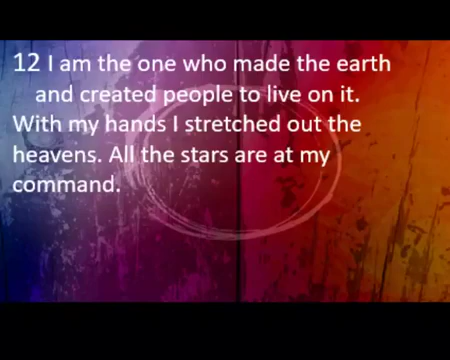 12 I am the one who made the earth
and created people to live on it.
With my hands I stretched out the
heavens. All the stars are at my
command.